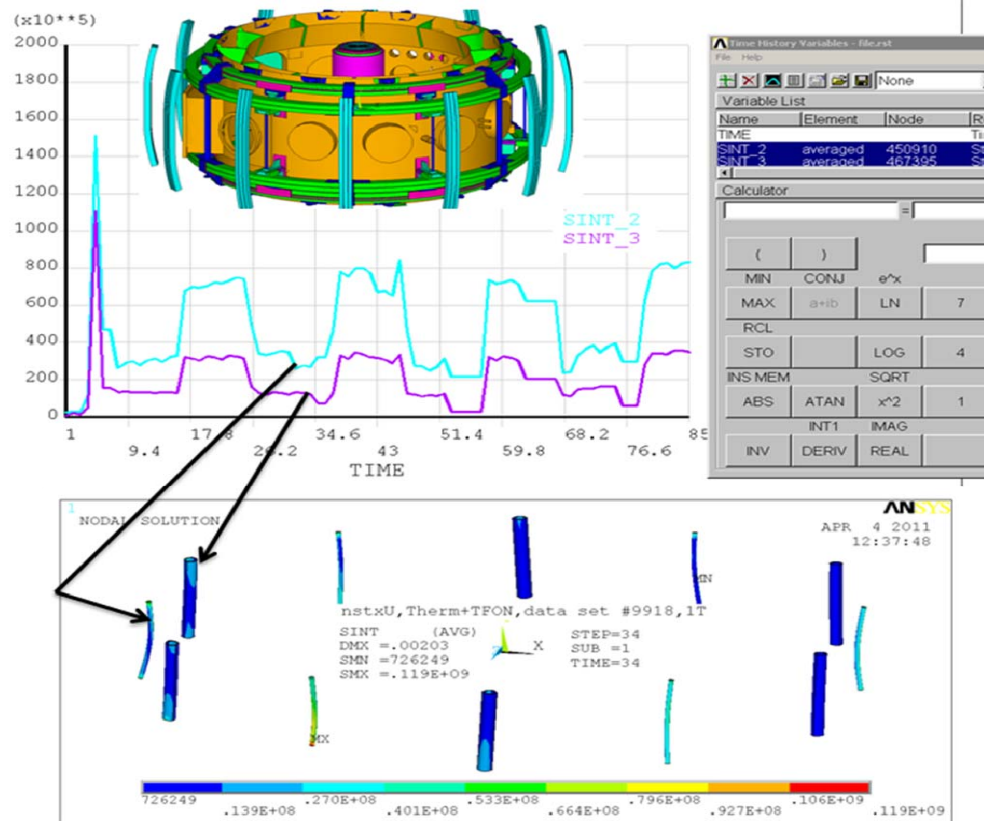 (x10**5)
2000
1800
1600
1400
1200
1000
800
600
400
200
0
SINT_2
SINT_3
1
17.8
34.6
51.4
68.2
85
9.4
26.2
43
59.8
76.6
TIME
Time History Variables - file.rst
File Help
None
Variable List
Name Element Node
TIME
SINT_2 averaged 450910
SINT_3 averaged 467395
Calculator
=
( )
MIN CONJ e^x
MAX a+ib LN 7
RCL
STO LOG 4
INS MEM SQRT
ABS ATAN x^2 1
INT1 IMAG
INV DERIV REAL
1
NODAL SOLUTION
ANSYS
APR 4 2011
12:37:48
MN
nstxU,Therm+TFON,data set #9918,1T
SINT (AVG)
DMX =.00203
SMN =726249
SMX =.119E+09
X
STEP=34
SUB =1
TIME=34
MX
726249 .270E+08 .533E+08 .796E+08 .106E+09
.139E+08 .401E+08 .664E+08 .927E+08 .119E+09